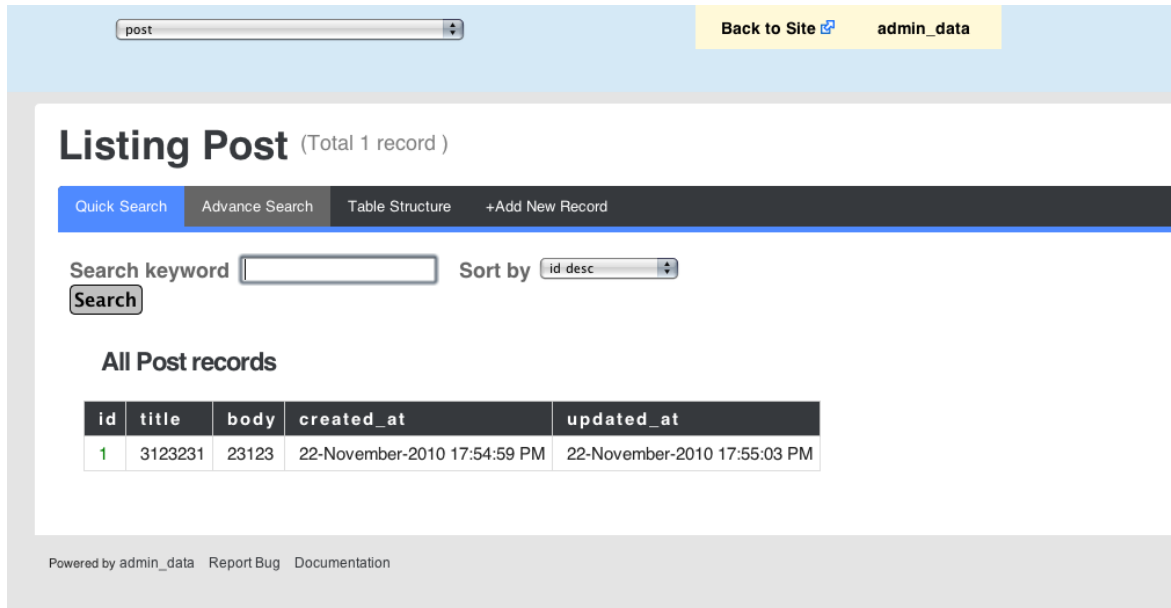 post
Back to Site admin_data
Listing Post (Total 1 record )
Quick Search Advance Search Table Structure +Add New Record
Search keyword Sort by id desc
Search
All Post records
id title body created_at updated_at
1 3123231 23123 22-November-2010 17:54:59 PM 22-November-2010 17:55:03 PM
Powered by admin_data Report Bug Documentation